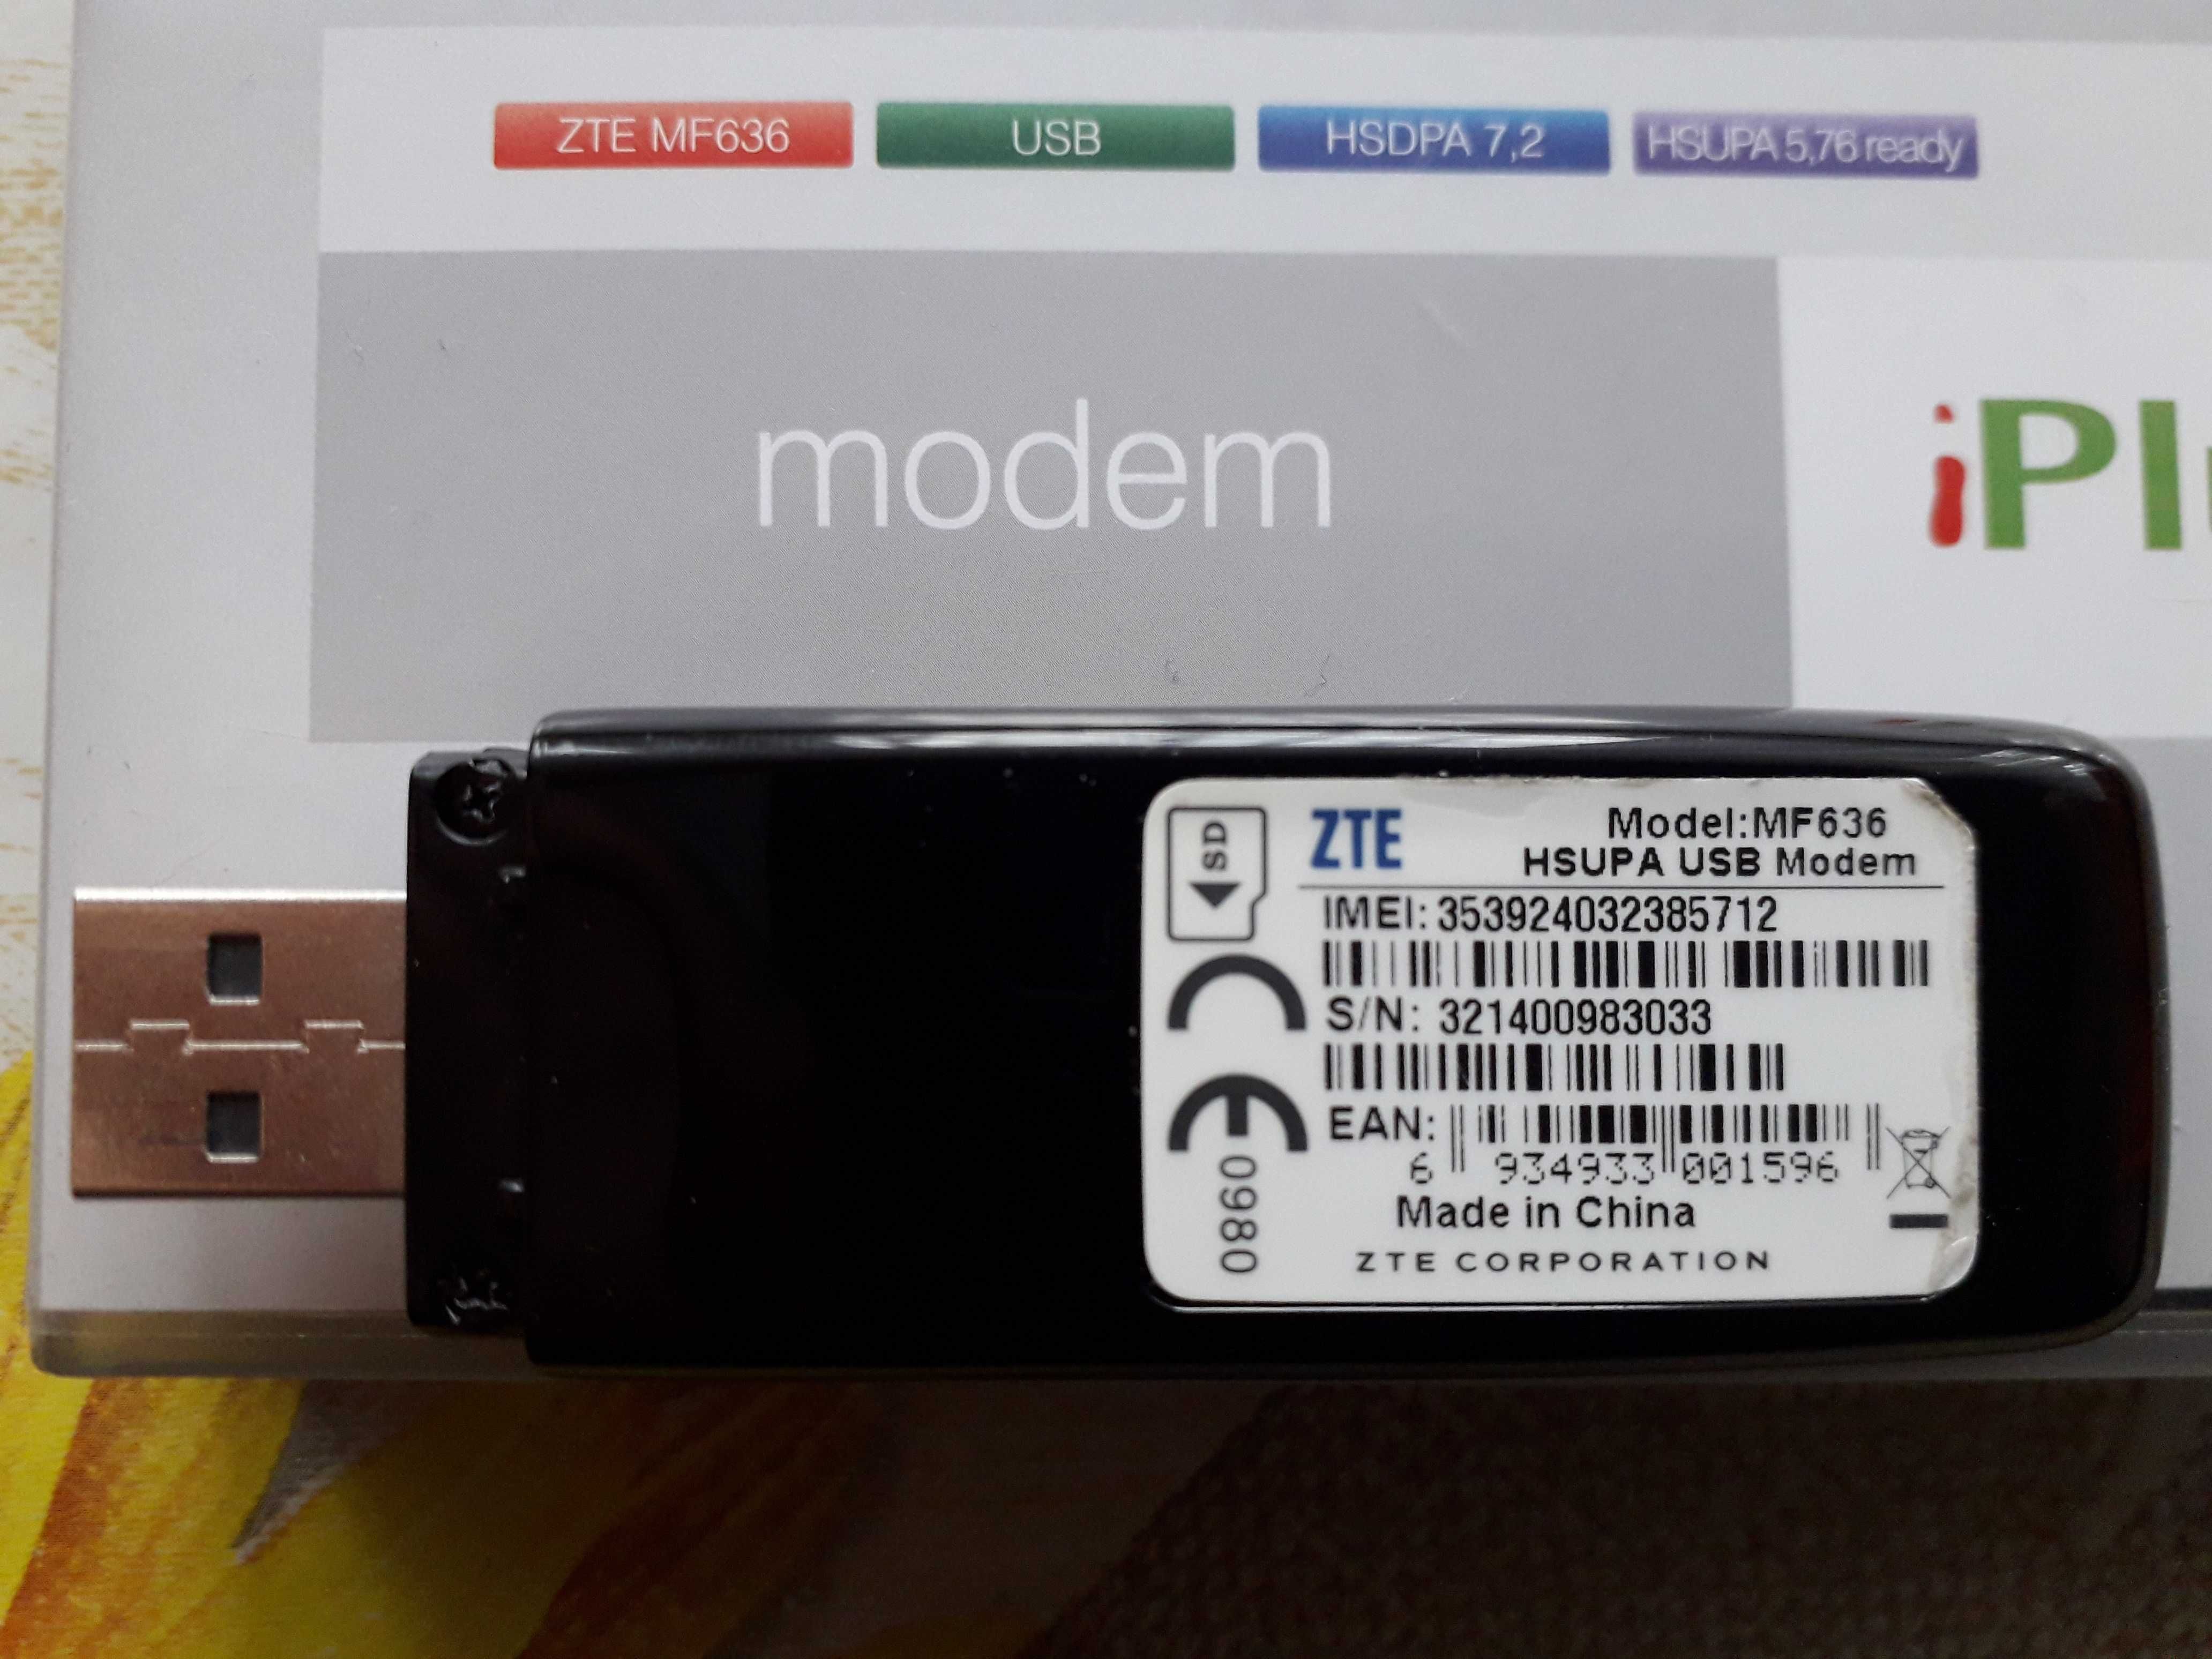 ZTE MF636
USB
HSDPA 7,2
HSUPA 5,76 ready
modem
iPl
SD
ZTE
Model:MF636
HSUPA USB Modem
IMEI: 353924032385712
S/N: 321400983033
EAN:
6 934933 001596
CE 0980
Made in China
ZTE CORPORATION